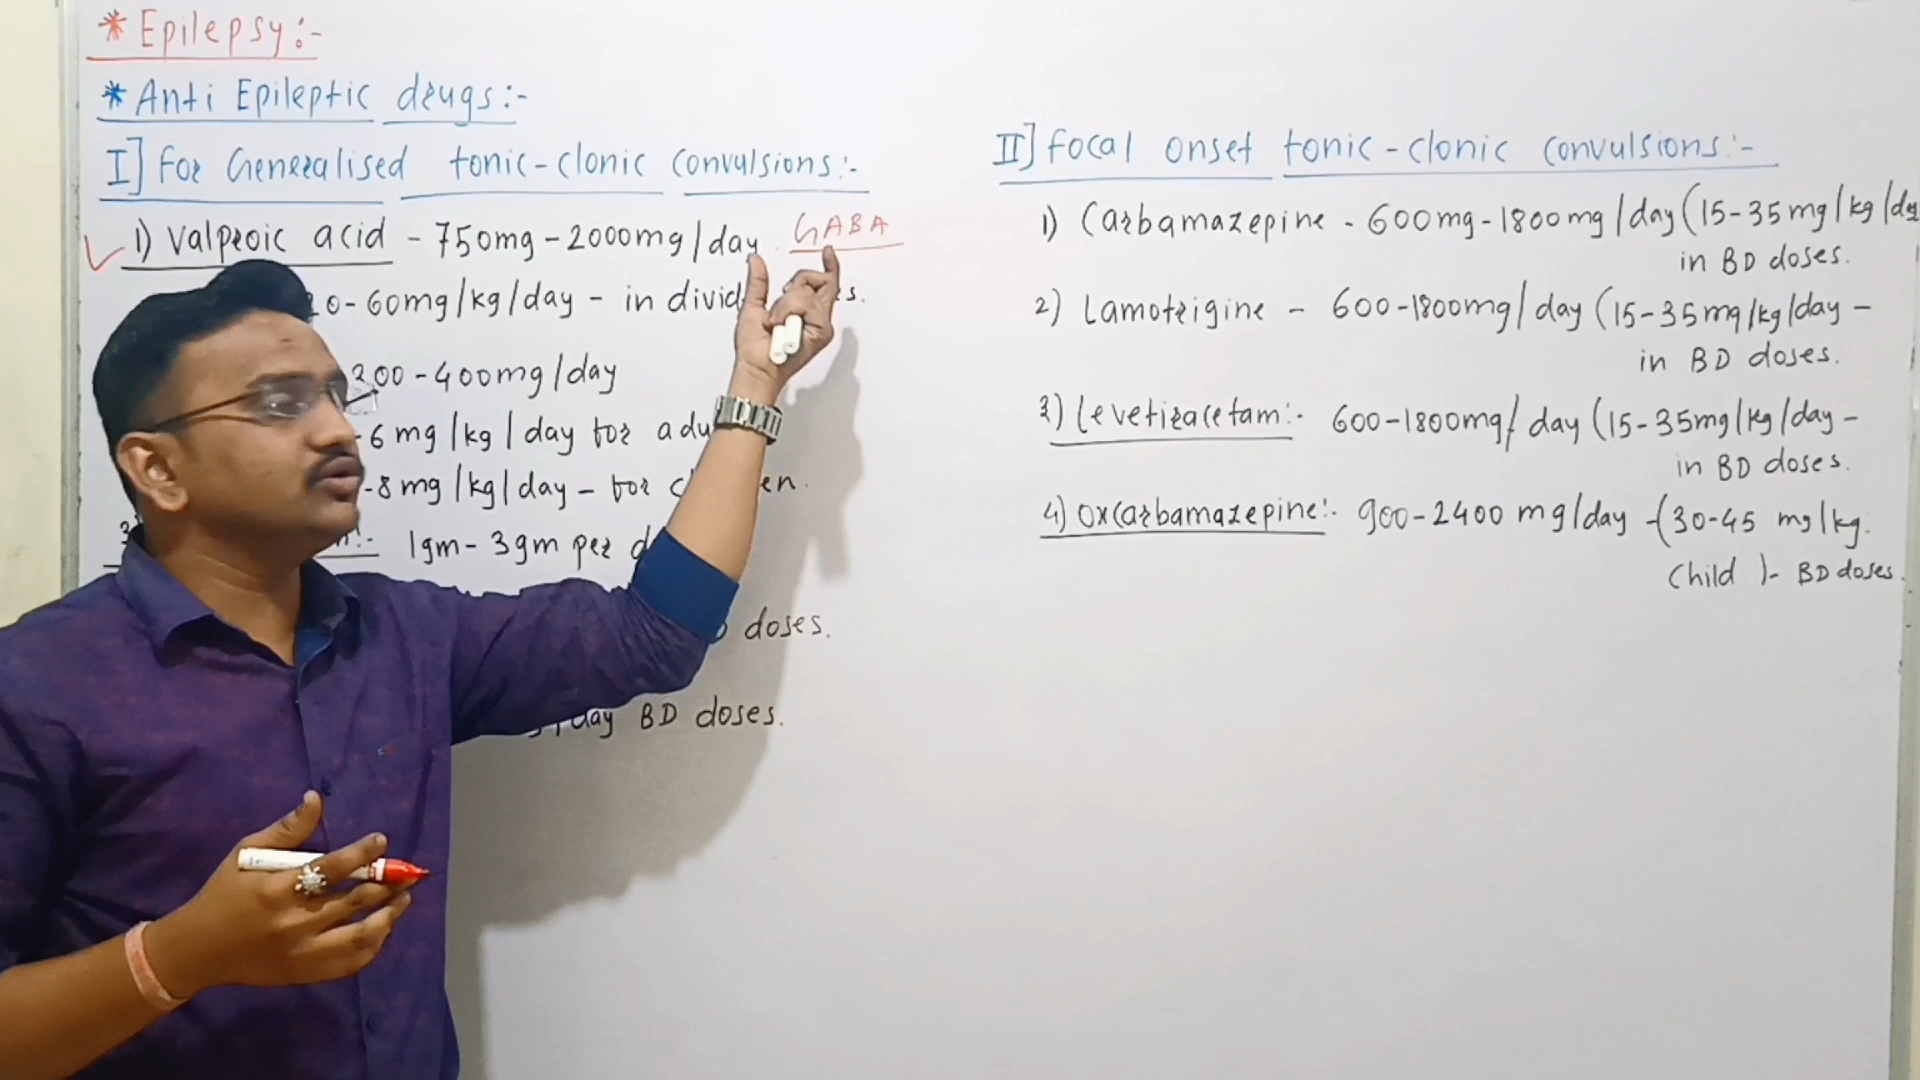 * Epilepsy:-
* Anti Epileptic drugs:-
I] For Generalised tonic-clonic convulsions:-
1) Valproic acid - 750mg - 2000mg/day. GABA
0-60mg/kg/day - in divid s.
200-400mg/day
-6 mg/kg/day for adu
-8 mg/kg/day - for c en.
3)
:- 1gm - 3gm per d
doses.
/day BD doses.
II] Focal onset tonic-clonic convulsions:-
1) Carbamazepine - 600mg - 1800mg/day (15-35mg/kg/day
in BD doses.
2) Lamotrigine - 600-1800mg/day (15-35mg/kg/day -
in BD doses.
3) Levetiracetam:- 600-1800mg/day (15-35mg/kg/day -
in BD doses.
4) Oxcarbamazepine:- 900-2400 mg/day - (30-45 mg/kg.
Child )- BD doses.